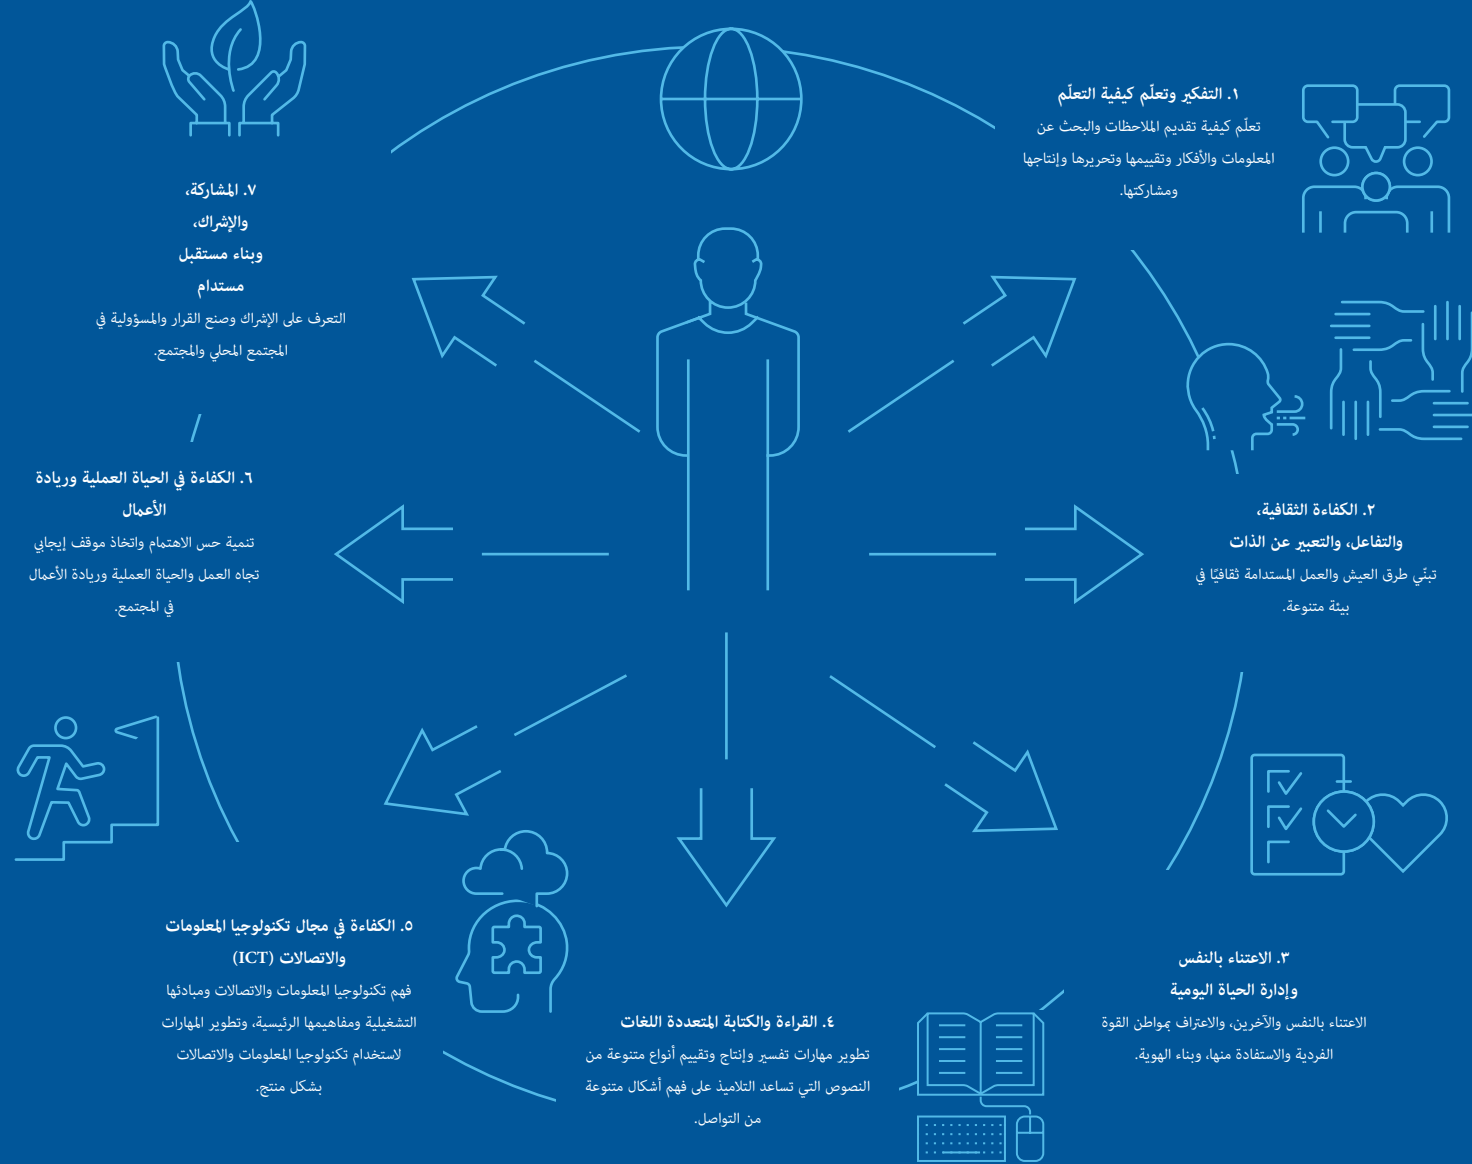 ١. التفكير وتعلّم كيفية التعلّم
تعلّم كيفية تقديم الملاحظات والبحث عن
المعلومات والأفكار وتقييمها وتحريرها وإنتاجها
ومشاركتها.
٢. الكفاءة الثقافية،
والتفاعل، والتعبير عن الذات
تبنّي طرق العيش والعمل المستدامة ثقافيًا في
بيئة متنوعة.
٣. الاعتناء بالنفس
وإدارة الحياة اليومية
الاعتناء بالنفس والآخرين، والاعتراف بمواطن القوة
الفردية والاستفادة منها، وبناء الهوية.
٤. القراءة والكتابة المتعددة اللغات
تطوير مهارات تفسير وإنتاج وتقييم أنواع متنوعة من
النصوص التي تساعد التلاميذ على فهم أشكال متنوعة
من التواصل.
٥. الكفاءة في مجال تكنولوجيا المعلومات
والاتصالات (ICT)
فهم تكنولوجيا المعلومات والاتصالات ومبادئها
التشغيلية ومفاهيمها الرئيسية، وتطوير المهارات
لاستخدام تكنولوجيا المعلومات والاتصالات
بشكل منتج.
٦. الكفاءة في الحياة العملية وريادة
الأعمال
تنمية حس الاهتمام واتخاذ موقف إيجابي
تجاه العمل والحياة العملية وريادة الأعمال
في المجتمع.
٧. المشاركة،
والإشراك،
وبناء مستقبل
مستدام
التعرف على الإشراك وصنع القرار والمسؤولية في
المجتمع المحلي والمجتمع.